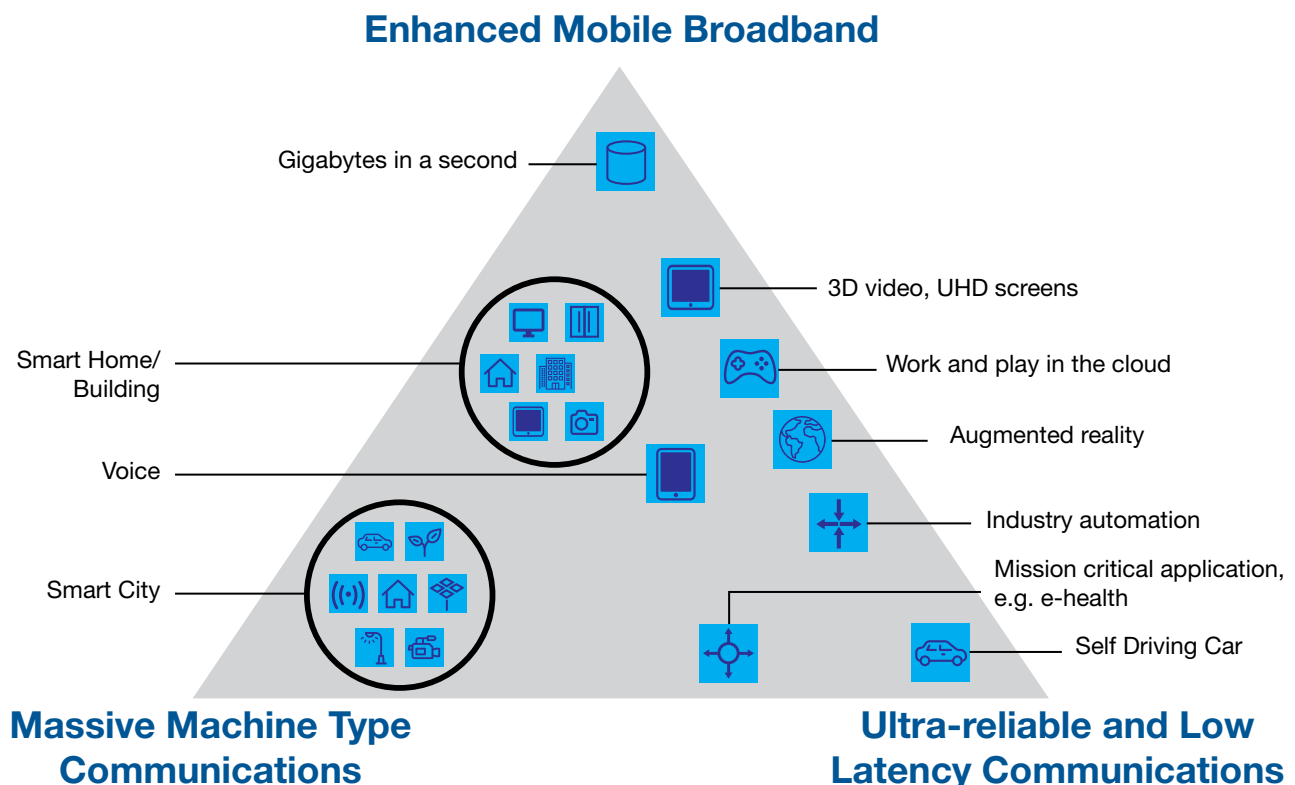 Enhanced Mobile Broadband
Gigabytes in a second
3D video, UHD screens
Smart Home/
Building
Work and play in the cloud
Augmented reality
Voice
Industry automation
Smart City
Mission critical application,
e.g. e-health
Self Driving Car
Massive Machine Type
Communications
Ultra-reliable and Low
Latency Communications